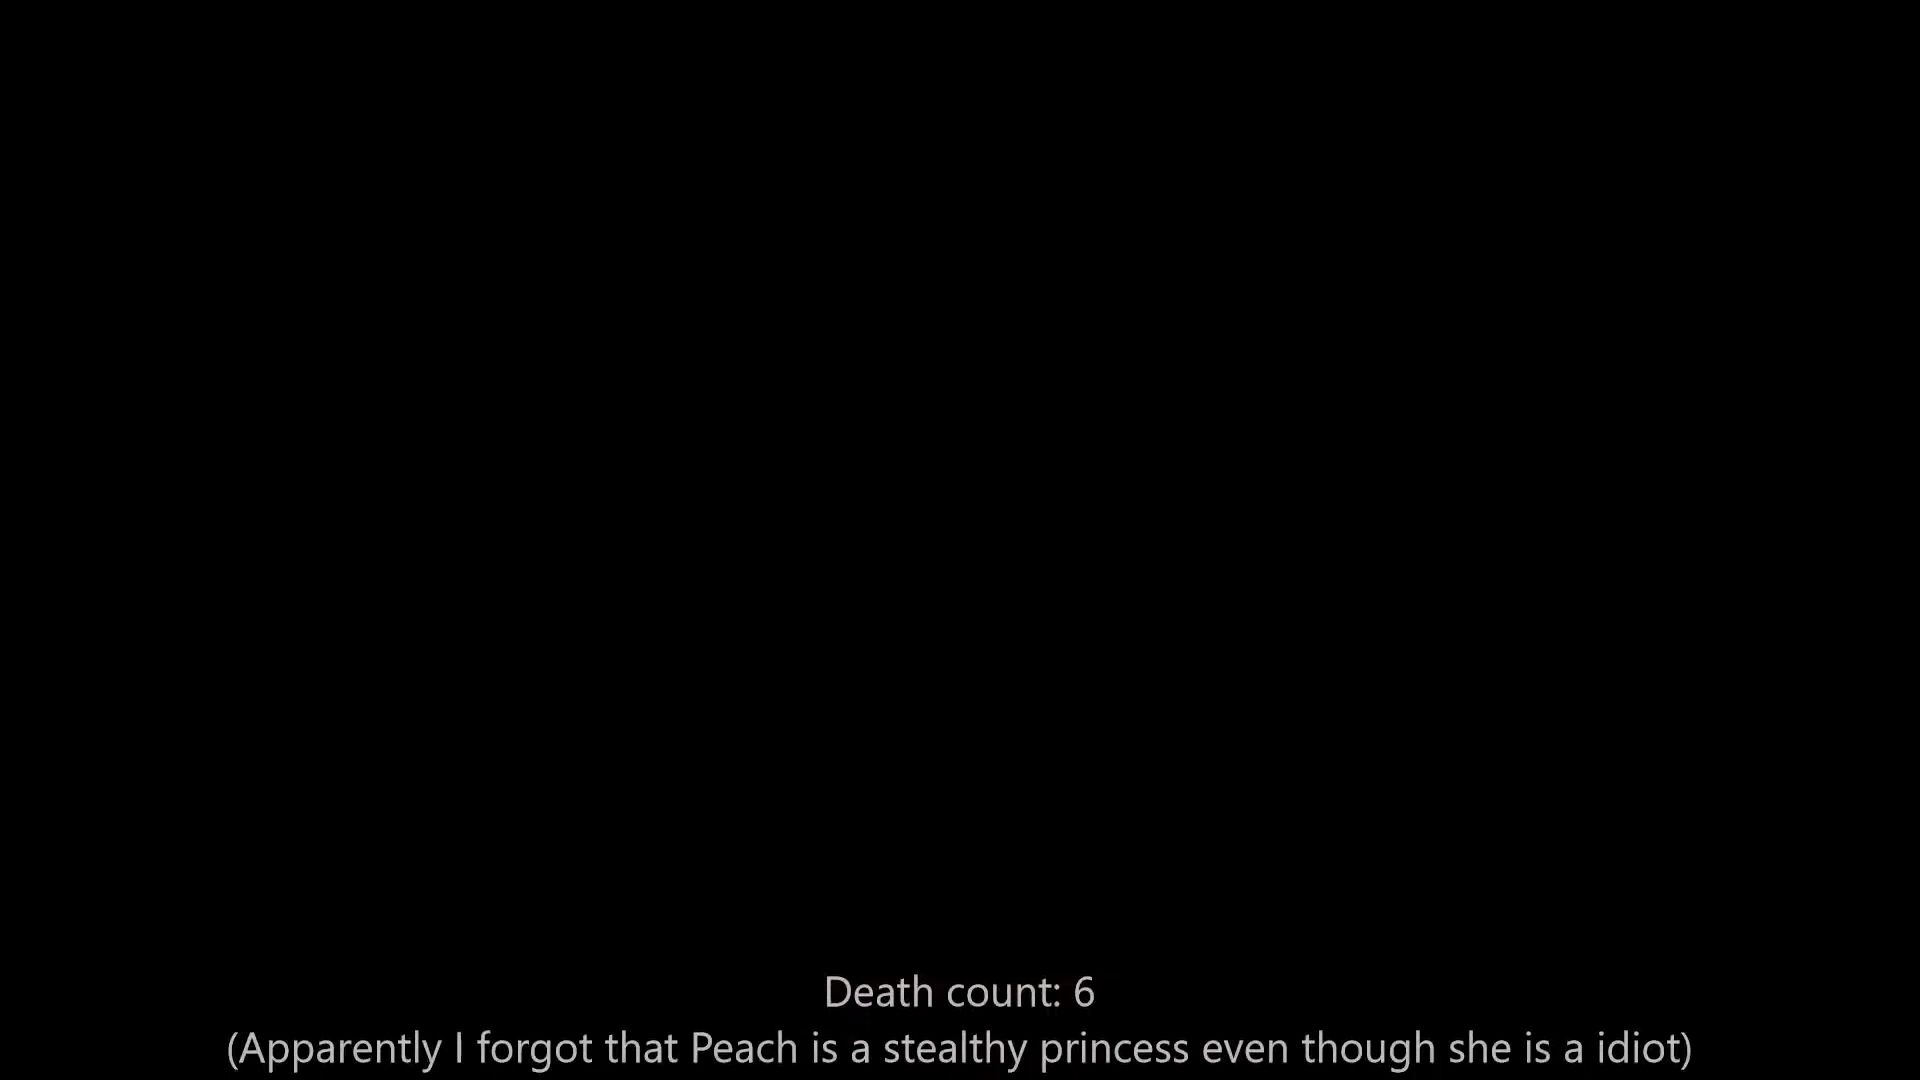 Death count: 6
(Apparently I forgot that Peach is a stealthy princess even though she is a idiot)